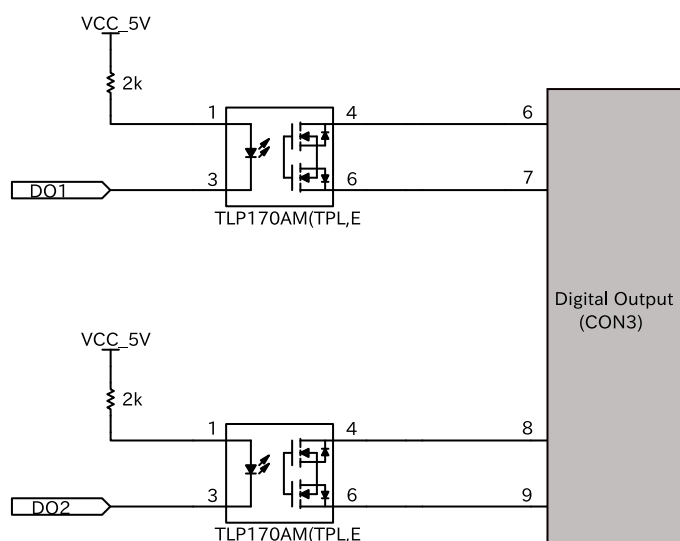 VCC_5V
2k
1 4 6
3 6 7
DO1
TLP170AM(TPL,E
Digital Output
(CON3)
VCC_5V
2k
1 4 8
3 6 9
DO2
TLP170AM(TPL,E